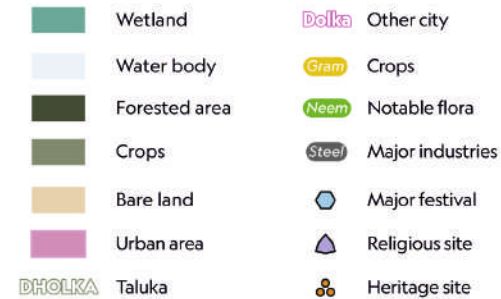 Wetland
Water body
Forested area
Crops
Bare land
Urban area
DHOLKA Taluka
Dolka Other city
Gram Crops
Neem Notable flora
Steel Major industries
Major festival
Religious site
Heritage site